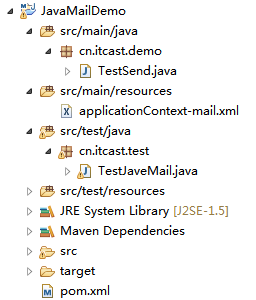 JavaMailDemo
src/main/java
cn.itcast.demo
TestSend.java
src/main/resources
applicationContext-mail.xml
src/test/java
cn.itcast.test
TestJaveMail.java
src/test/resources
JRE System Library [J2SE-1.5]
Maven Dependencies
src
target
pom.xml